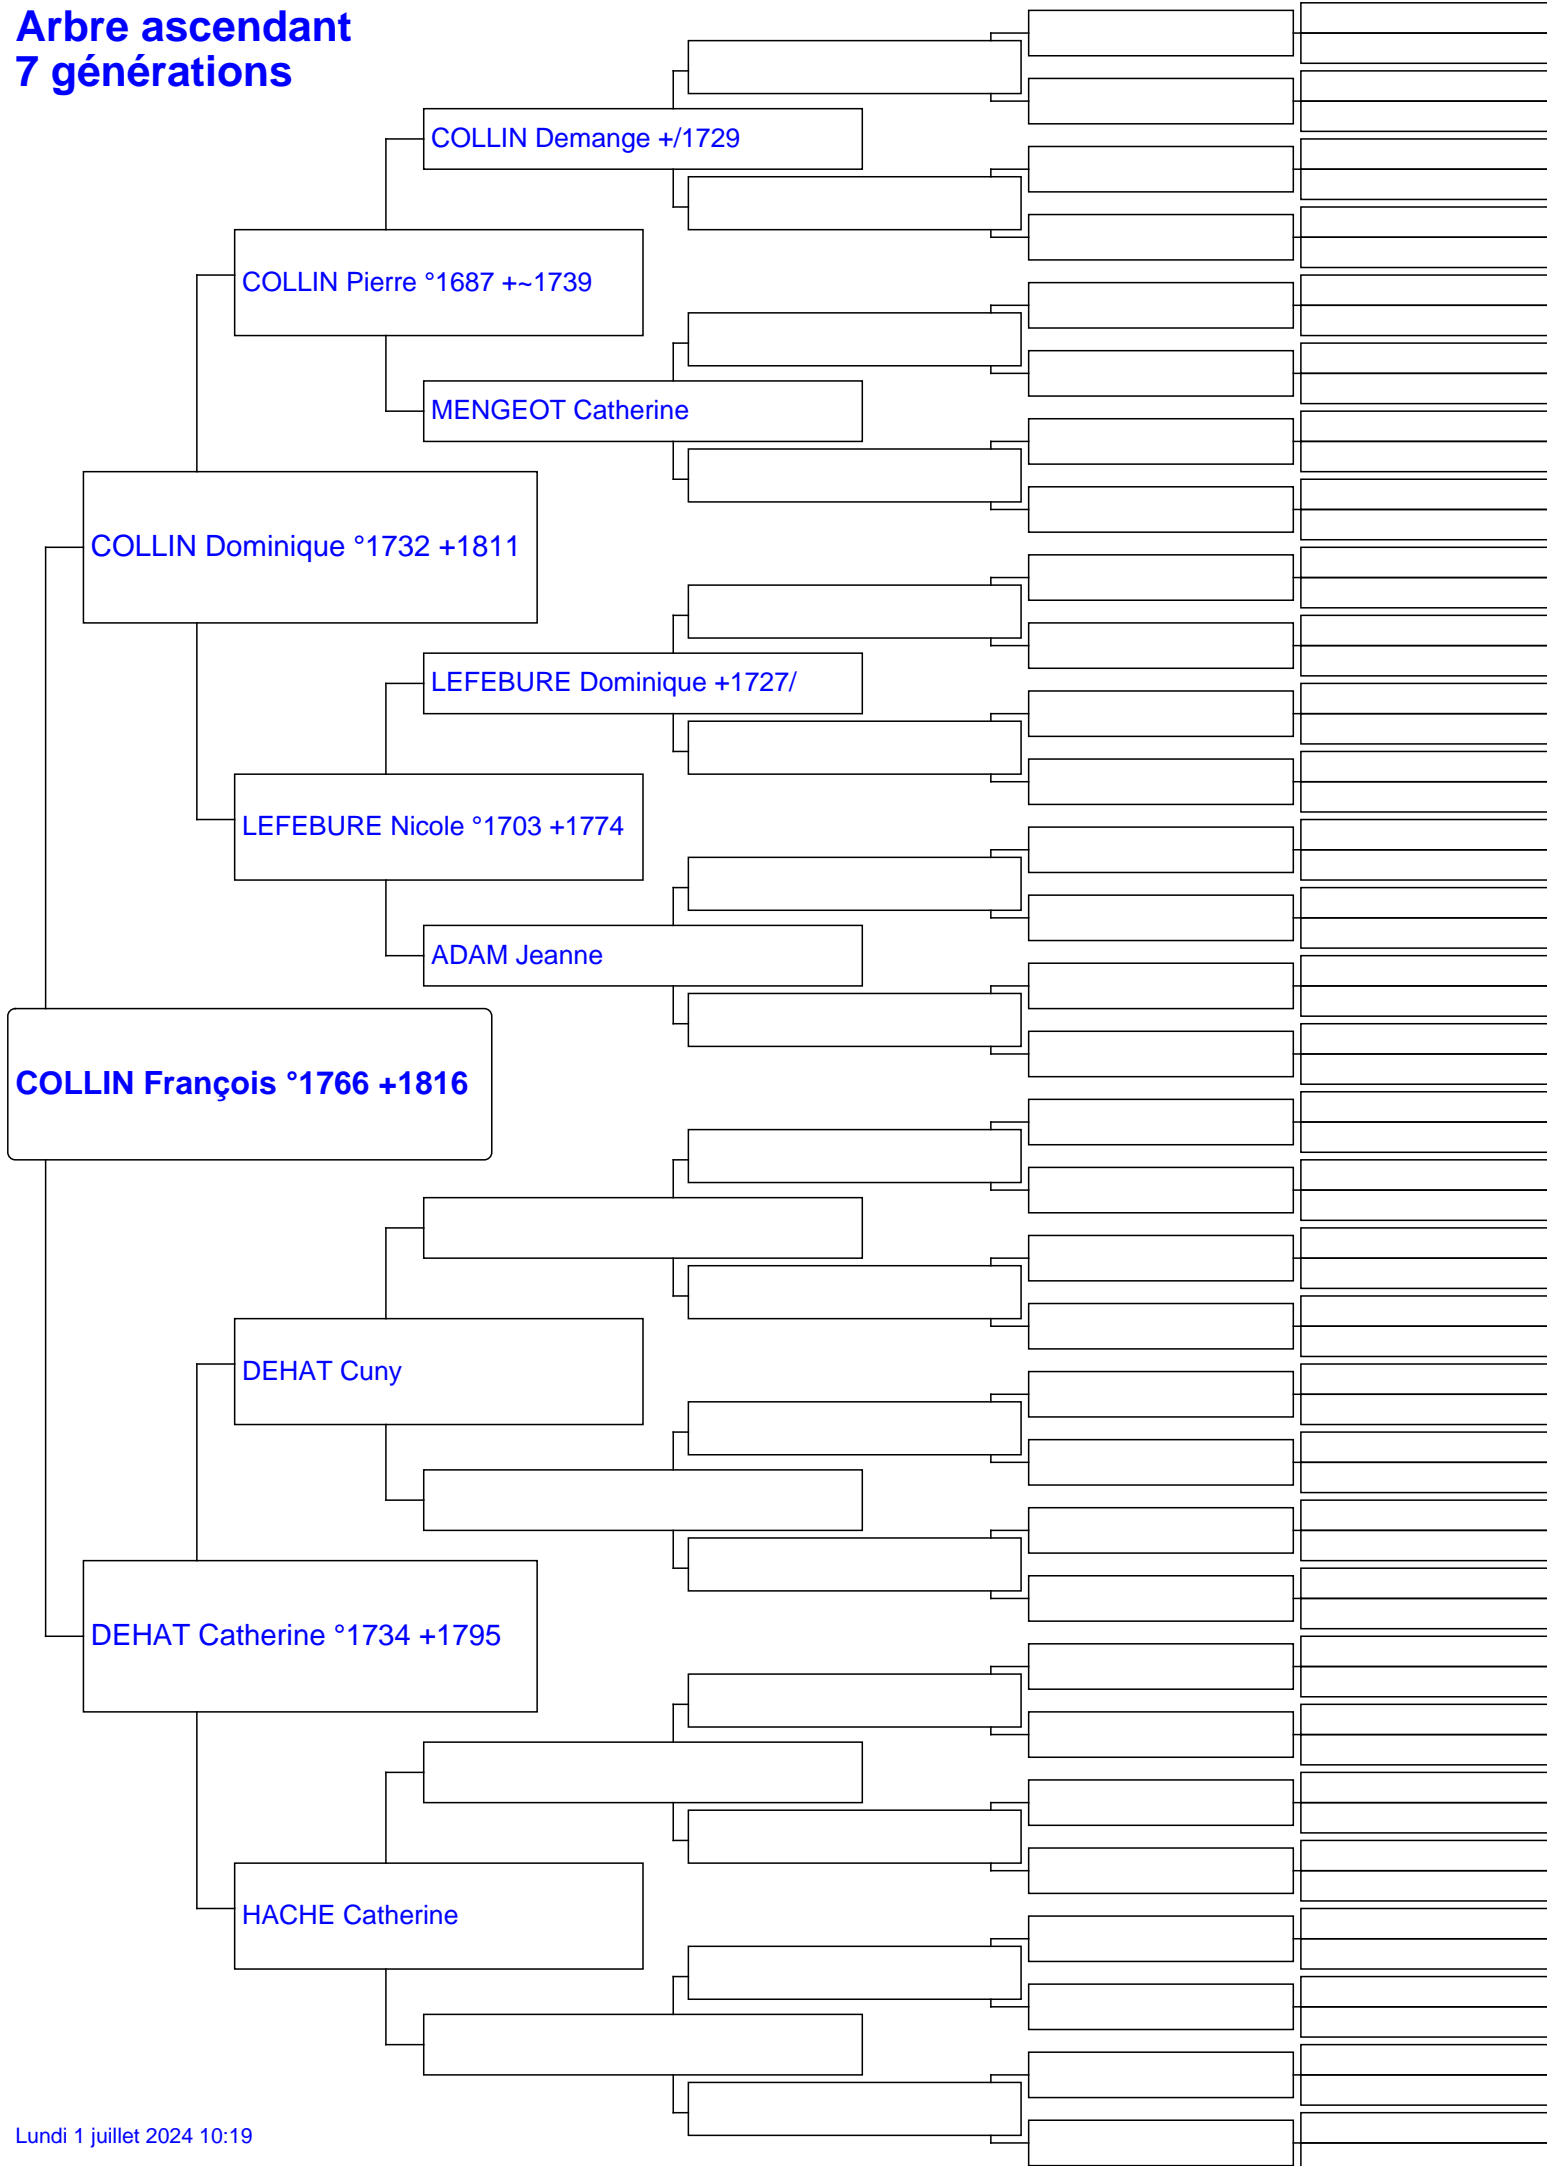 Arbre ascendant
7 générations
COLLIN Demange +/1729
COLLIN Pierre °1687 +~1739
MENGEOT Catherine
COLLIN Dominique °1732 +1811
LEFEBURE Dominique +1727/
LEFEBURE Nicole °1703 +1774
ADAM Jeanne
COLLIN François °1766 +1816
DEHAT Cuny
DEHAT Catherine °1734 +1795
HACHE Catherine
Lundi 1 juillet 2024 10:19